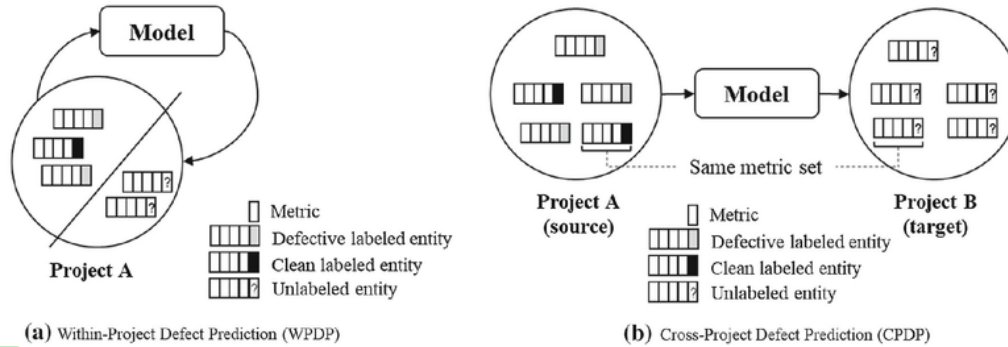 Model
?
?
Project A
Metric
Defective labeled entity
Clean labeled entity
? Unlabeled entity
(a) Within-Project Defect Prediction (WPDP)
Model
?
? ?
? ?
Same metric set
Project A
(source)
Project B
(target)
Metric
Defective labeled entity
Clean labeled entity
? Unlabeled entity
(b) Cross-Project Defect Prediction (CPDP)